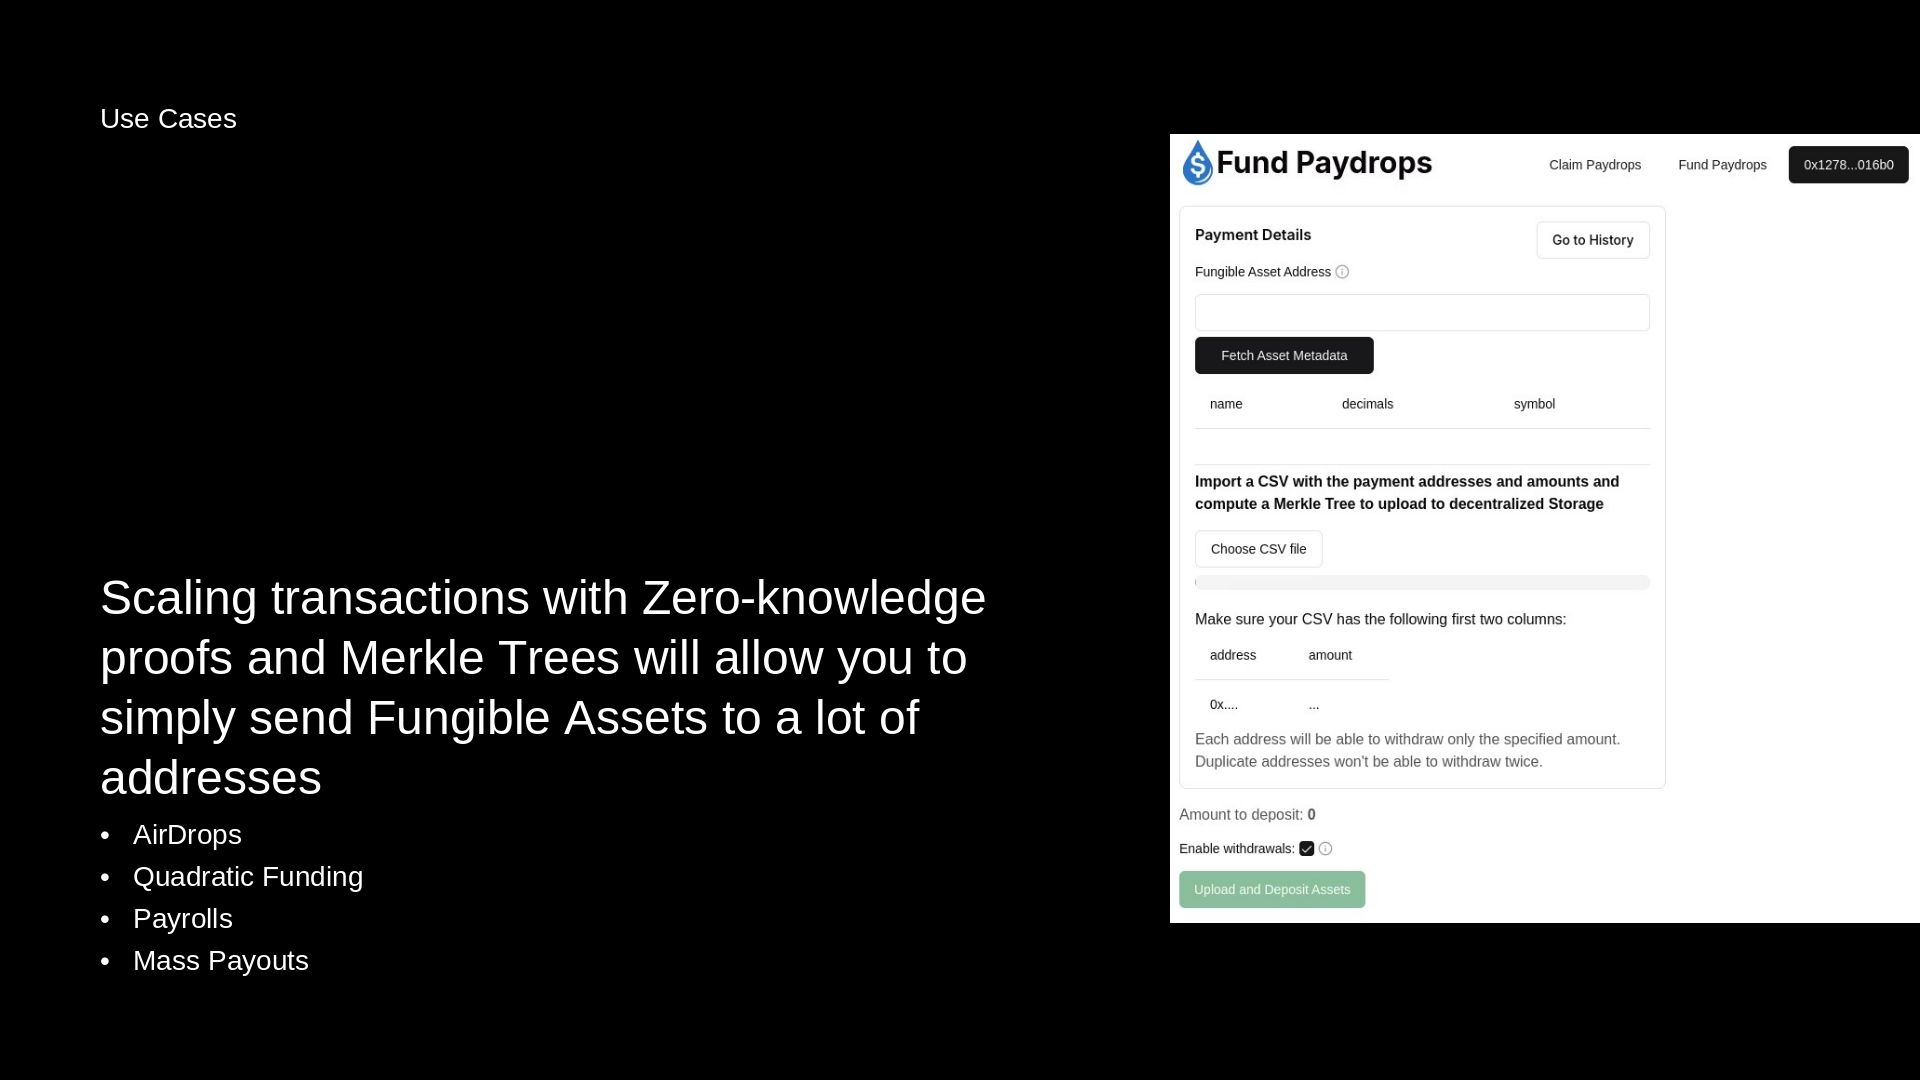 Use Cases
Scaling transactions with Zero-knowledge
proofs and Merkle Trees will allow you to
simply send Fungible Assets to a lot of
addresses
• AirDrops
• Quadratic Funding
• Payrolls
• Mass Payouts
Fund Paydrops
Claim Paydrops
Fund Paydrops
0x1278...016b0
Payment Details
Go to History
Fungible Asset Address
Fetch Asset Metadata
name decimals symbol
Import a CSV with the payment addresses and amounts and
compute a Merkle Tree to upload to decentralized Storage
Choose CSV file
Make sure your CSV has the following first two columns:
address amount
0x.... ...
Each address will be able to withdraw only the specified amount.
Duplicate addresses won't be able to withdraw twice.
Amount to deposit: 0
Enable withdrawals:
Upload and Deposit Assets